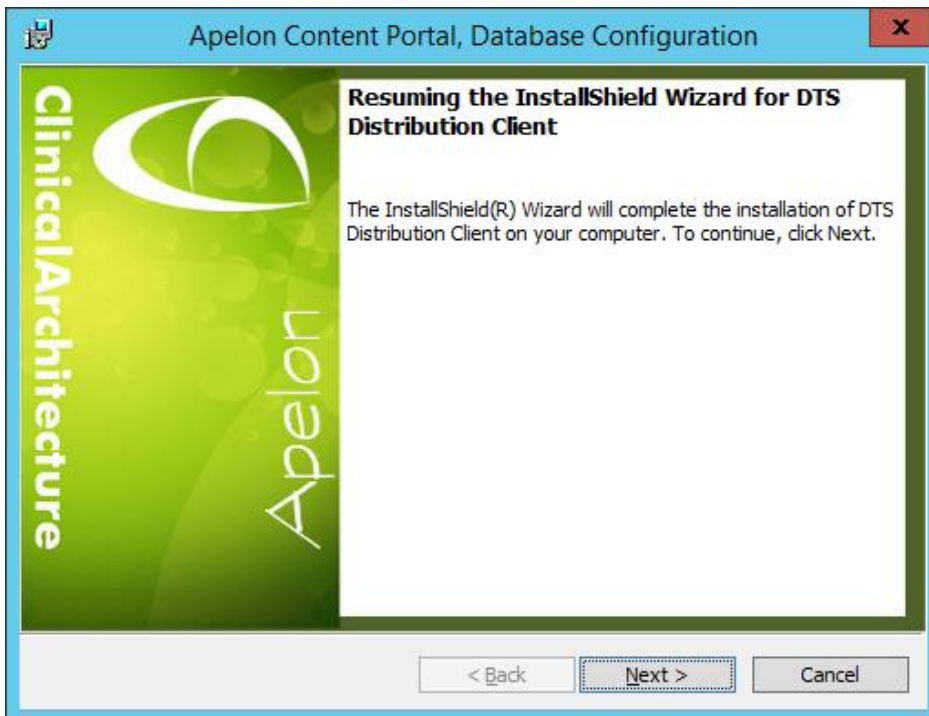 Apelon Content Portal, Database Configuration
x
ClinicalArchitecture
Apelon
Resuming the InstallShield Wizard for DTS
Distribution Client
The InstallShield(R) Wizard will complete the installation of DTS
Distribution Client on your computer. To continue, click Next.
< Back
Next >
Cancel